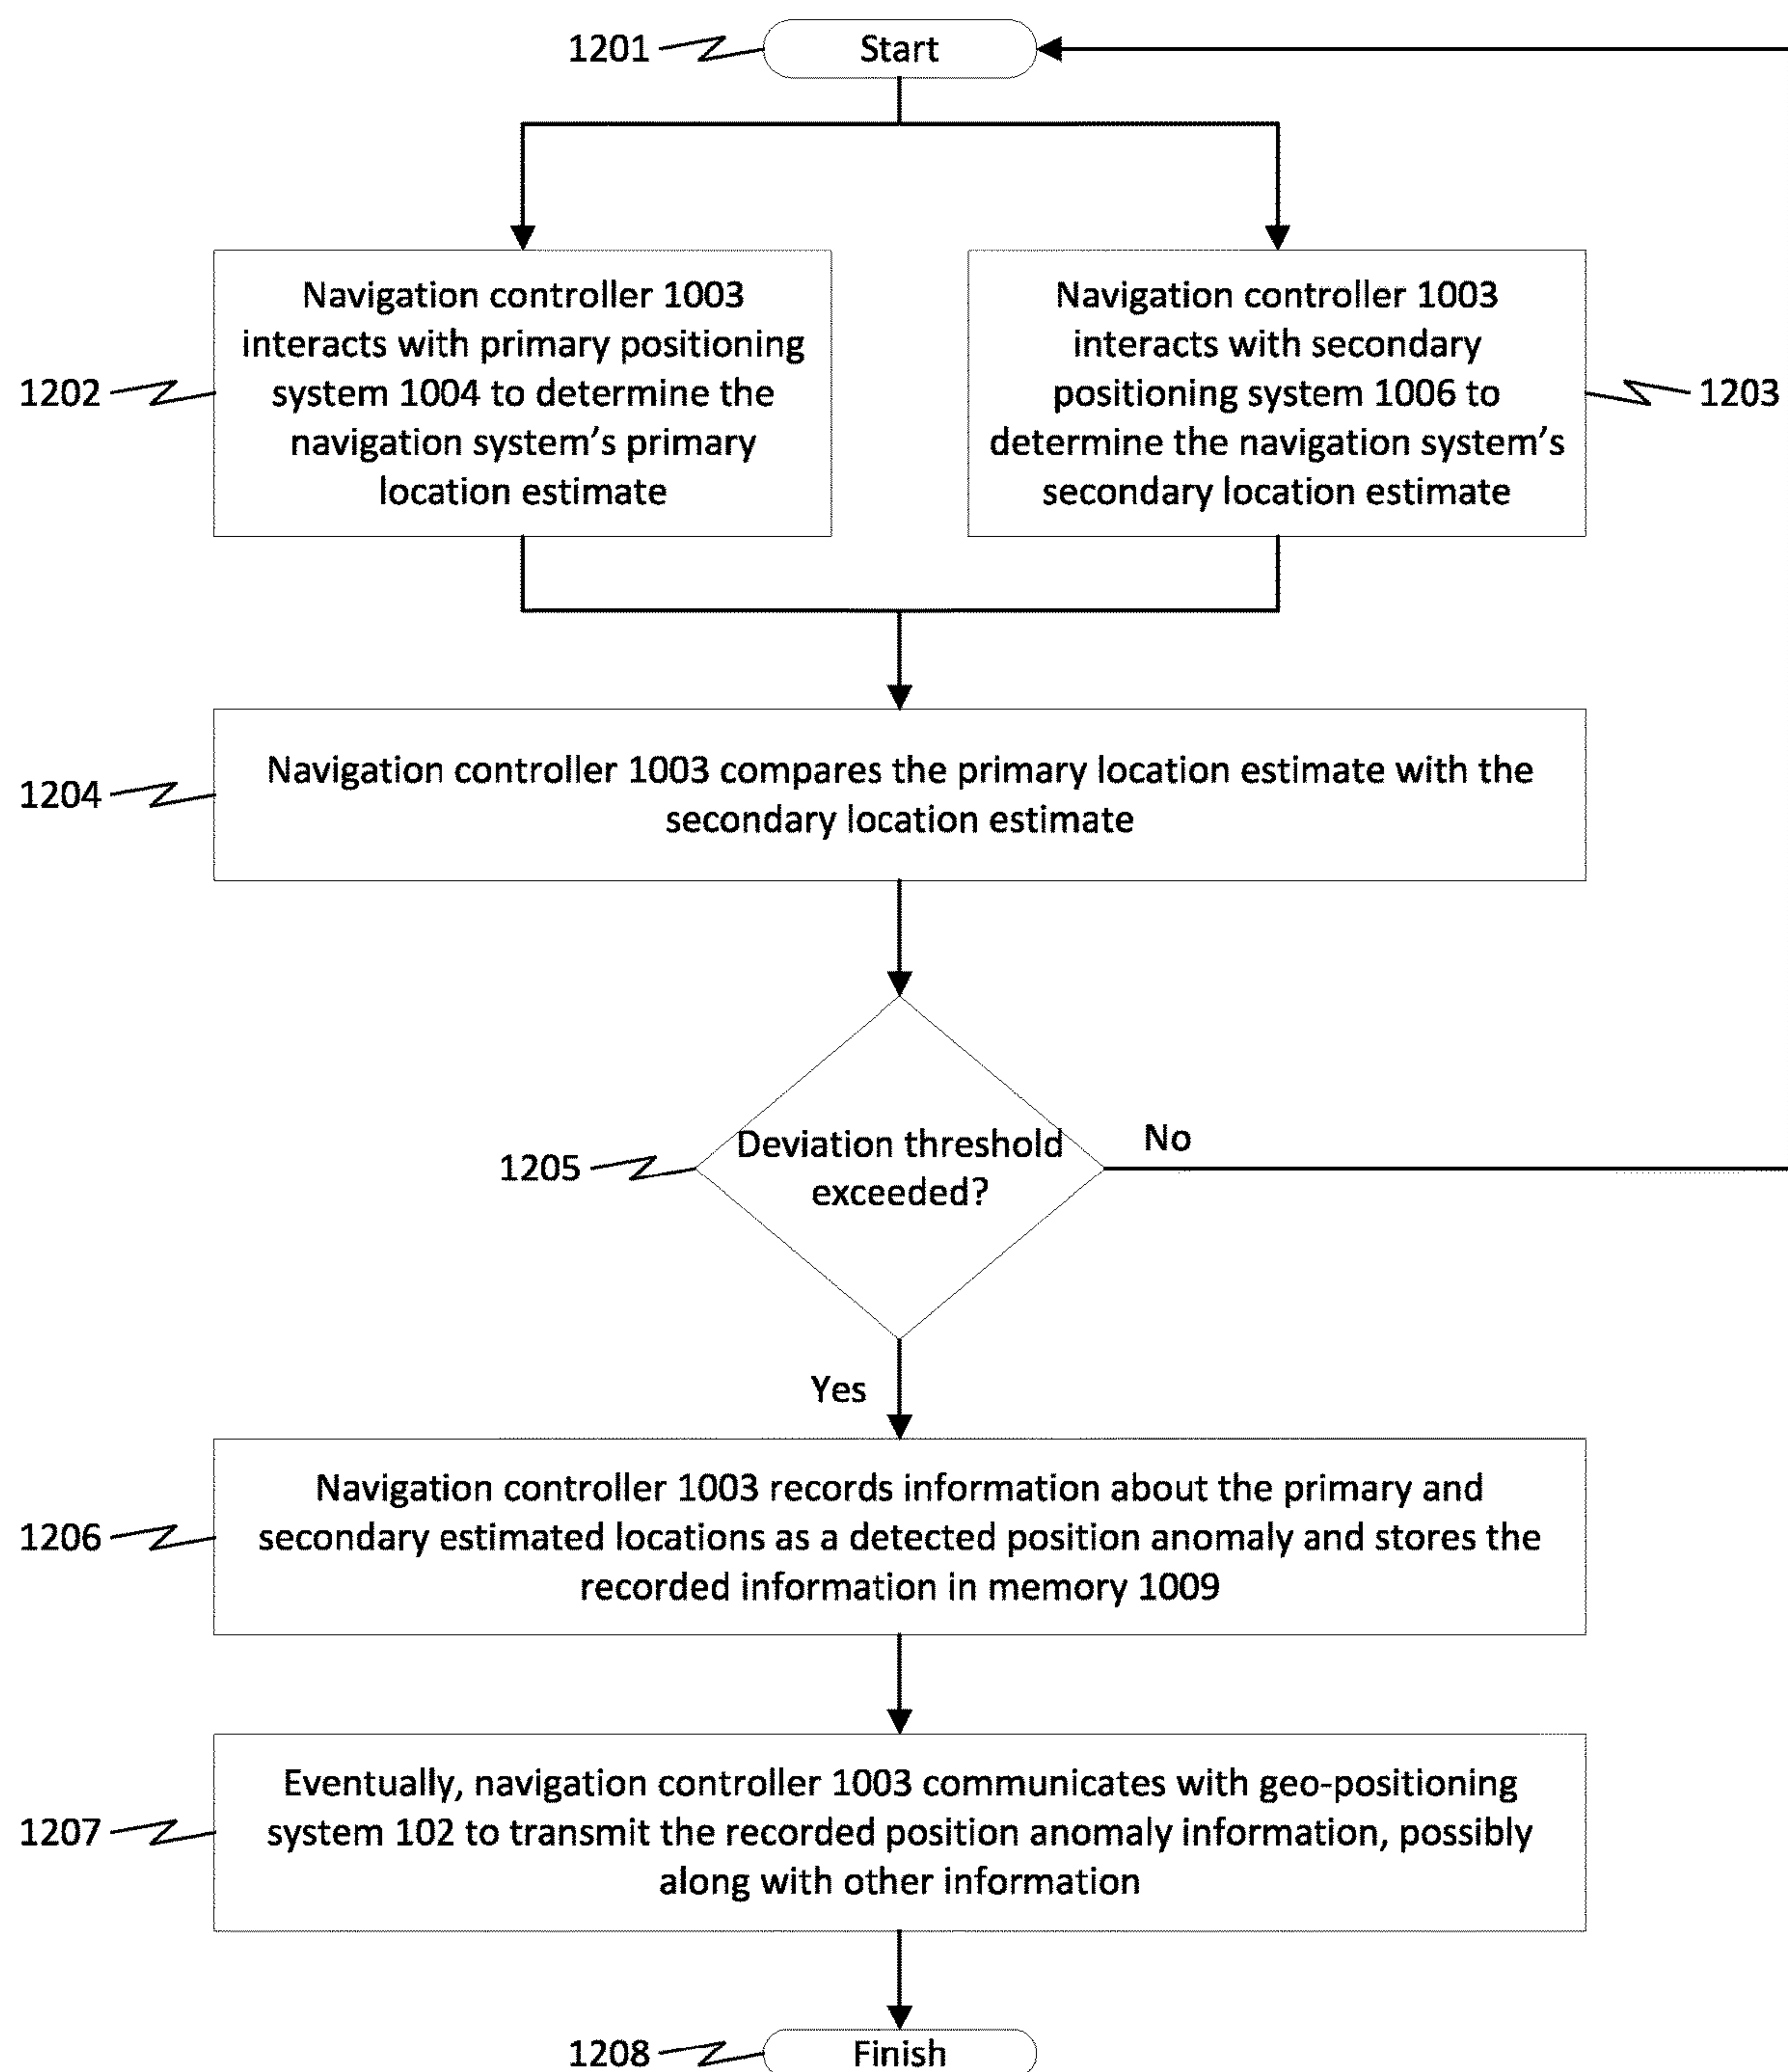 1201
Start
Navigation controller 1003
interacts with primary positioning
system 1004 to determine the
navigation system's primary
location estimate
1202
Navigation controller 1003
interacts with secondary
positioning system 1006 to
determine the navigation system's
secondary location estimate
1203
1204
Navigation controller 1003 compares the primary location estimate with the
secondary location estimate
1205
Deviation threshold
exceeded?
No
Yes
1206
Navigation controller 1003 records information about the primary and
secondary estimated locations as a detected position anomaly and stores the
recorded information in memory 1009
1207
Eventually, navigation controller 1003 communicates with geo-positioning
system 102 to transmit the recorded position anomaly information, possibly
along with other information
1208
Finish